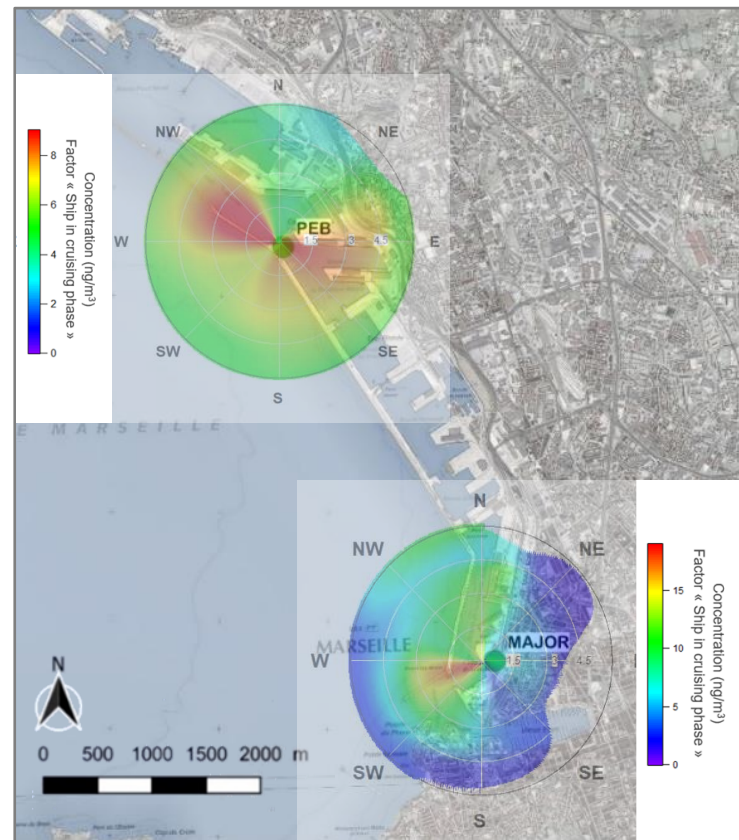 N
NW
NE
8
6
4
2
0
Concentration (ng/m³)
Factor « Ship in cruising phase »
PEB
W
1.5
3
4.5
E
SW
SE
S
E MARSEILLE
N
NW
NE
15
10
5
0
Concentration (ng/m³)
Factor « Ship in cruising phase »
MARSEILLE
MAJOR
W
1.5
3
4.5
N
SW
SE
S
0
500
1000
1500
2000 m